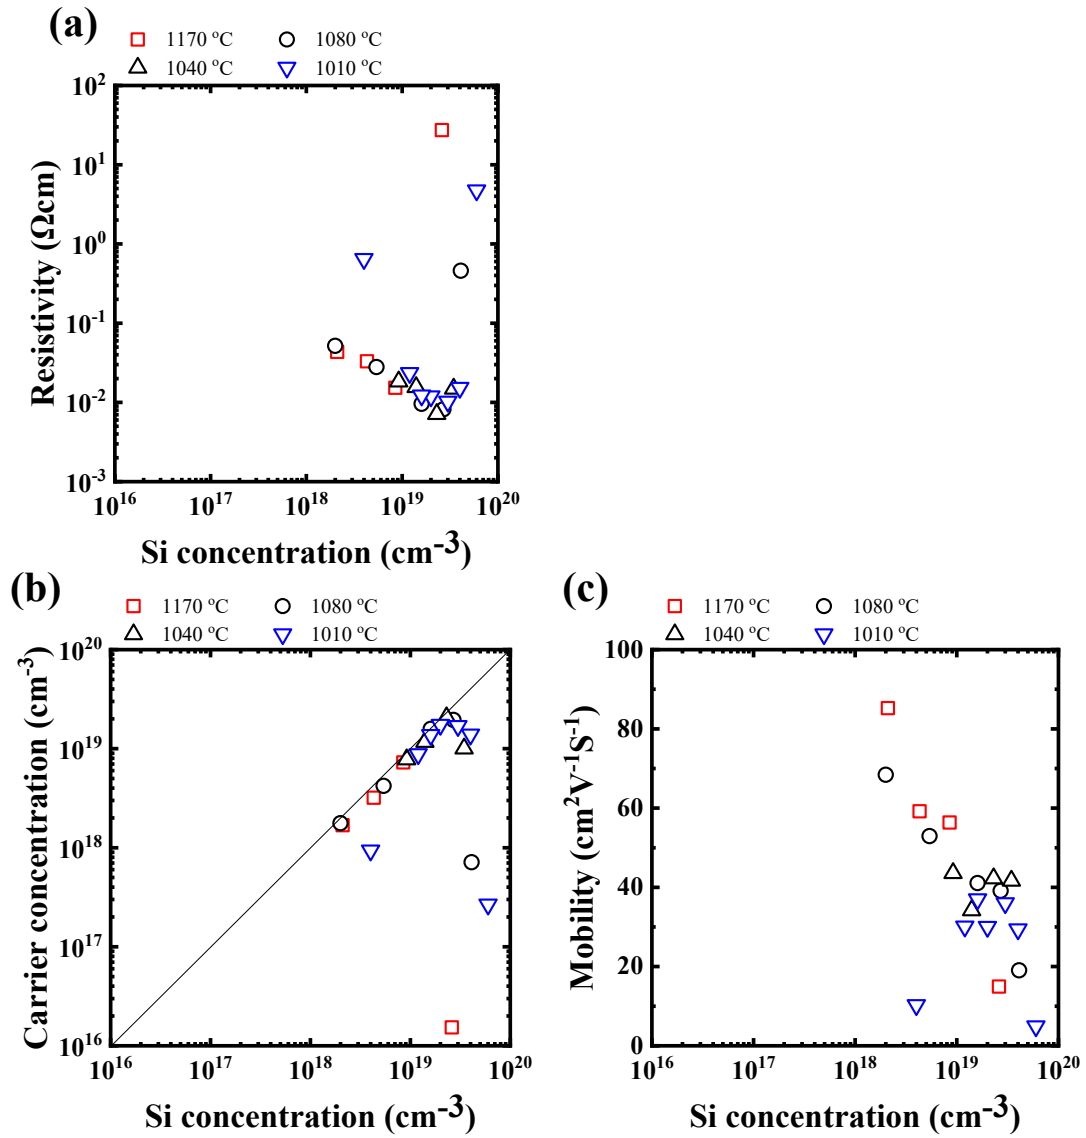 (a)
1170 ºC
1080 ºC
1040 ºC
1010 ºC
Resistivity (Ωcm)
10²
10¹
10⁰
10⁻¹
10⁻²
10⁻³
10¹⁶ 10¹⁷ 10¹⁸ 10¹⁹ 10²⁰
Si concentration (cm⁻³)
(b)
1170 ºC
1080 ºC
1040 ºC
1010 ºC
Carrier concentration (cm⁻³)
10²⁰
10¹⁹
10¹⁸
10¹⁷
10¹⁶
10¹⁶ 10¹⁷ 10¹⁸ 10¹⁹ 10²⁰
Si concentration (cm⁻³)
(c)
1170 ºC
1080 ºC
1040 ºC
1010 ºC
Mobility (cm²V⁻¹S⁻¹)
100
80
60
40
20
0
10¹⁶ 10¹⁷ 10¹⁸ 10¹⁹ 10²⁰
Si concentration (cm⁻³)